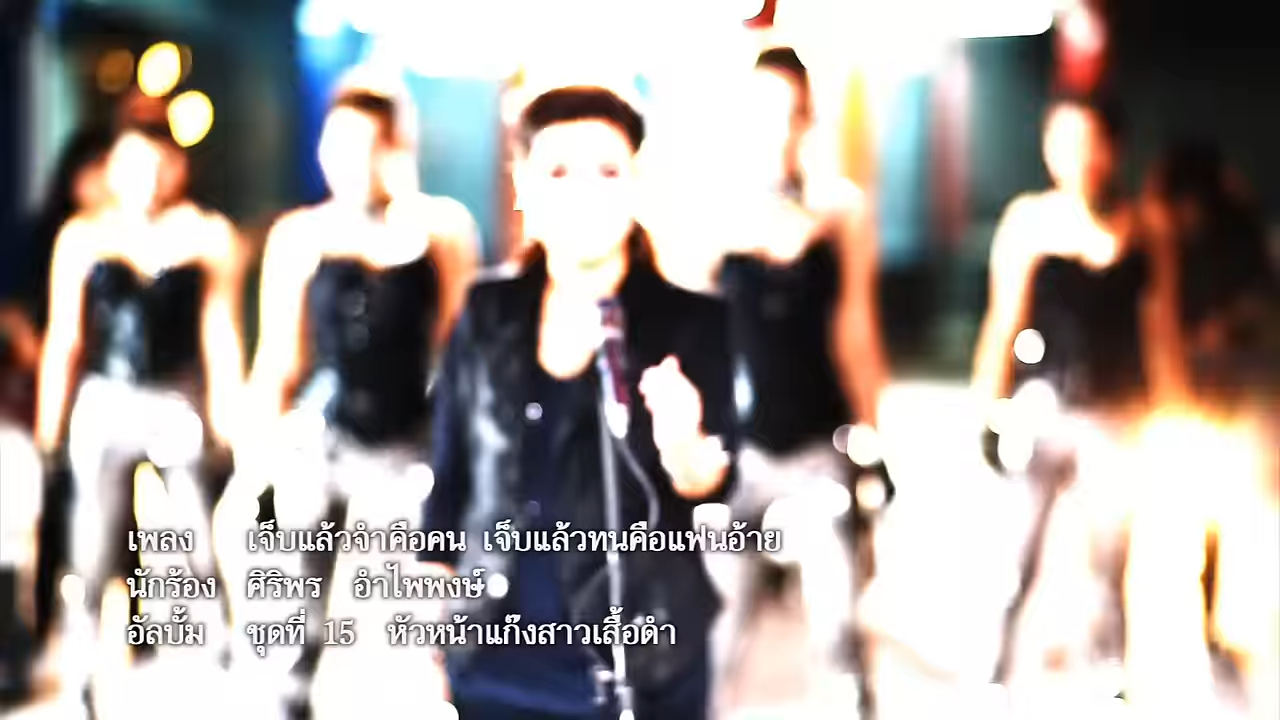 เพลง เจ็บแล้วจำคือคน เจ็บแล้วทนคือแฟนอ้าย
นักร้อง ศิริพร อำไพพงษ์
อัลบั้ม ชุดที่ 15 หัวหน้าแก๊งสาวเสื้อดำ